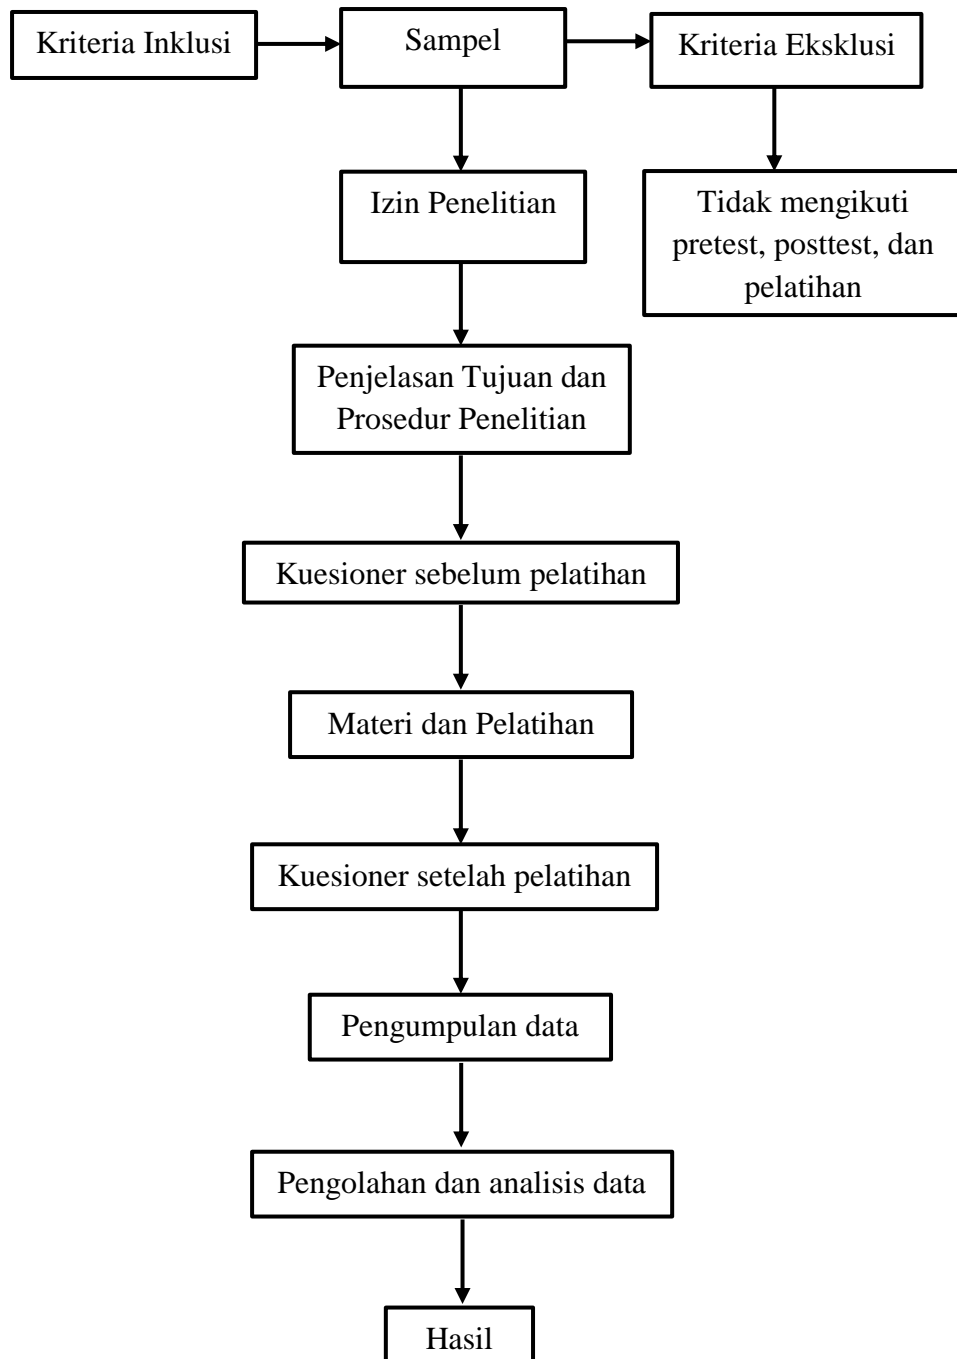 Kriteria Inklusi
Sampel
Kriteria Eksklusi
Izin Penelitian
Tidak mengikuti
pretest, posttest, dan
pelatihan
Penjelasan Tujuan dan
Prosedur Penelitian
Kuesioner sebelum pelatihan
Materi dan Pelatihan
Kuesioner setelah pelatihan
Pengumpulan data
Pengolahan dan analisis data
Hasil